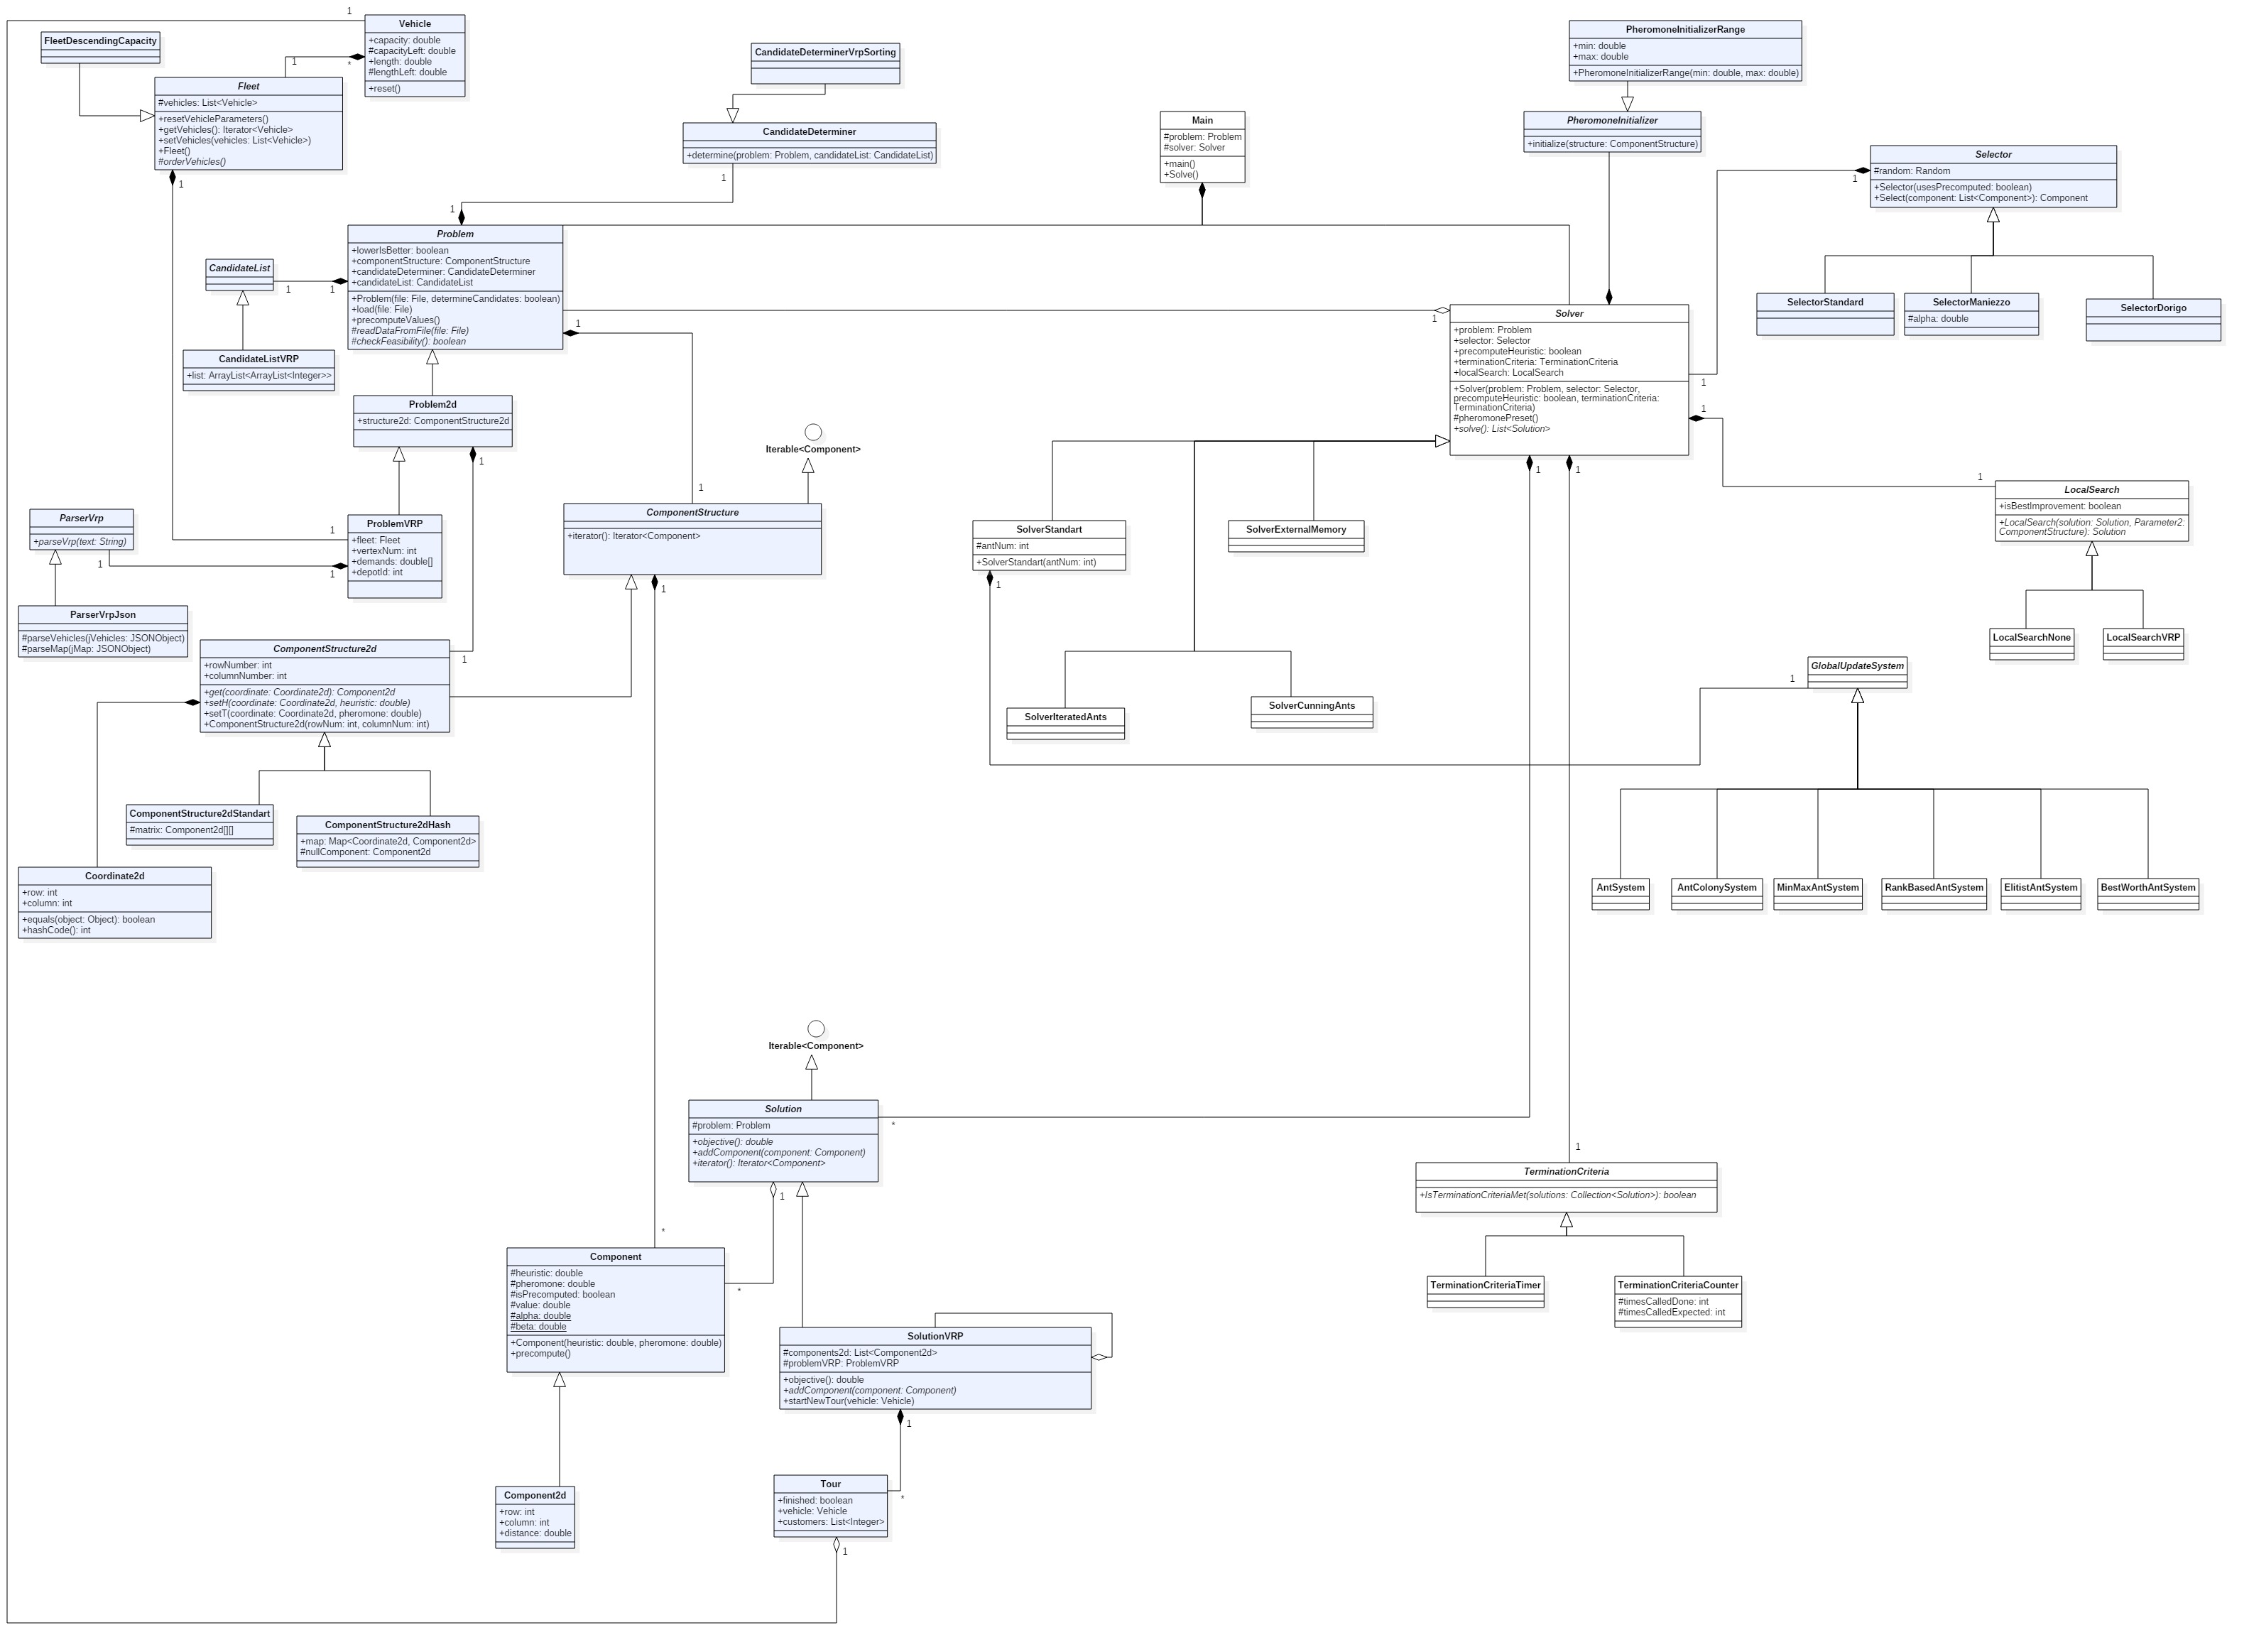 1
Vehicle
+capacity: double
#capacityLeft: double
+length: double
#lengthLeft: double
+reset()
1
*
FleetDescendingCapacity
Fleet
#vehicles: List<Vehicle>
+resetVehicleParameters()
+getVehicles(): Iterator<Vehicle>
+setVehicles(vehicles: List<Vehicle>)
+Fleet()
#orderVehicles()
1
CandidateDeterminerVrpSorting
CandidateDeterminer
+determine(problem: Problem, candidateList: CandidateList)
1
1
Main
#problem: Problem
#solver: Solver
+main()
+Solve()
PheromoneInitializerRange
+min: double
+max: double
+PheromoneInitializerRange(min: double, max: double)
PheromoneInitializer
+initialize(structure: ComponentStructure)
Selector
#random: Random
+Selector(usesPrecomputed: boolean)
+Select(component: List<Component>): Component
1
SelectorStandard
SelectorManiezzo
#alpha: double
SelectorDorigo
Problem
+lowerIsBetter: boolean
+componentStructure: ComponentStructure
+candidateDeterminer: CandidateDeterminer
+candidateList: CandidateList
+Problem(file: File, determineCandidates: boolean)
+load(file: File)
+precomputeValues()
#readDataFromFile(file: File)
#checkFeasibility(): boolean
CandidateList
1
1
1
CandidateListVRP
+list: ArrayList<ArrayList<Integer>>
Problem2d
+structure2d: ComponentStructure2d
1
Solver
+problem: Problem
+selector: Selector
+precomputeHeuristic: boolean
+terminationCriteria: TerminationCriteria
+localSearch: LocalSearch
+Solver(problem: Problem, selector: Selector,
precomputeHeuristic: boolean, terminationCriteria:
TerminationCriteria)
#pheromonePreset()
+solve(): List<Solution>
1
1
1
1
1
Iterable<Component>
1
ComponentStructure
+iterator(): Iterator<Component>
1
ParserVrp
+parseVrp(text: String)
1
1
1
ProblemVRP
+fleet: Fleet
+vertexNum: int
+demands: double[]
+depotId: int
ParserVrpJson
#parseVehicles(jVehicles: JSONObject)
#parseMap(jMap: JSONObject)
ComponentStructure2d
+rowNumber: int
+columnNumber: int
+get(coordinate: Coordinate2d): Component2d
+setH(coordinate: Coordinate2d, heuristic: double)
+setT(coordinate: Coordinate2d, pheromone: double)
+ComponentStructure2d(rowNum: int, columnNum: int)
1
ComponentStructure2dStandart
#matrix: Component2d[][]
ComponentStructure2dHash
+map: Map<Coordinate2d, Component2d>
#nullComponent: Component2d
Coordinate2d
+row: int
+column: int
+equals(object: Object): boolean
+hashCode(): int
SolverStandart
#antNum: int
+SolverStandart(antNum: int)
1
SolverExternalMemory
SolverIteratedAnts
SolverCunningAnts
1
LocalSearch
+isBestImprovement: boolean
+LocalSearch(solution: Solution, Parameter2:
ComponentStructure): Solution
LocalSearchNone
LocalSearchVRP
1
GlobalUpdateSystem
AntSystem
AntColonySystem
MinMaxAntSystem
RankBasedAntSystem
ElitistAntSystem
BestWorthAntSystem
Iterable<Component>
Solution
#problem: Problem
+objective(): double
+addComponent(component: Component)
+iterator(): Iterator<Component>
*
1
1
TerminationCriteria
+IsTerminationCriteriaMet(solutions: Collection<Solution>): boolean
TerminationCriteriaTimer
TerminationCriteriaCounter
#timesCalledDone: int
#timesCalledExpected: int
*
Component
#heuristic: double
#pheromone: double
#isPrecomputed: boolean
#value: double
#alpha: double
#beta: double
+Component(heuristic: double, pheromone: double)
+precompute()
*
SolutionVRP
#components2d: List<Component2d>
#problemVRP: ProblemVRP
+objective(): double
+addComponent(component: Component)
+startNewTour(vehicle: Vehicle)
1
Component2d
+row: int
+column: int
+distance: double
Tour
+finished: boolean
+vehicle: Vehicle
+customers: List<Integer>
*
1